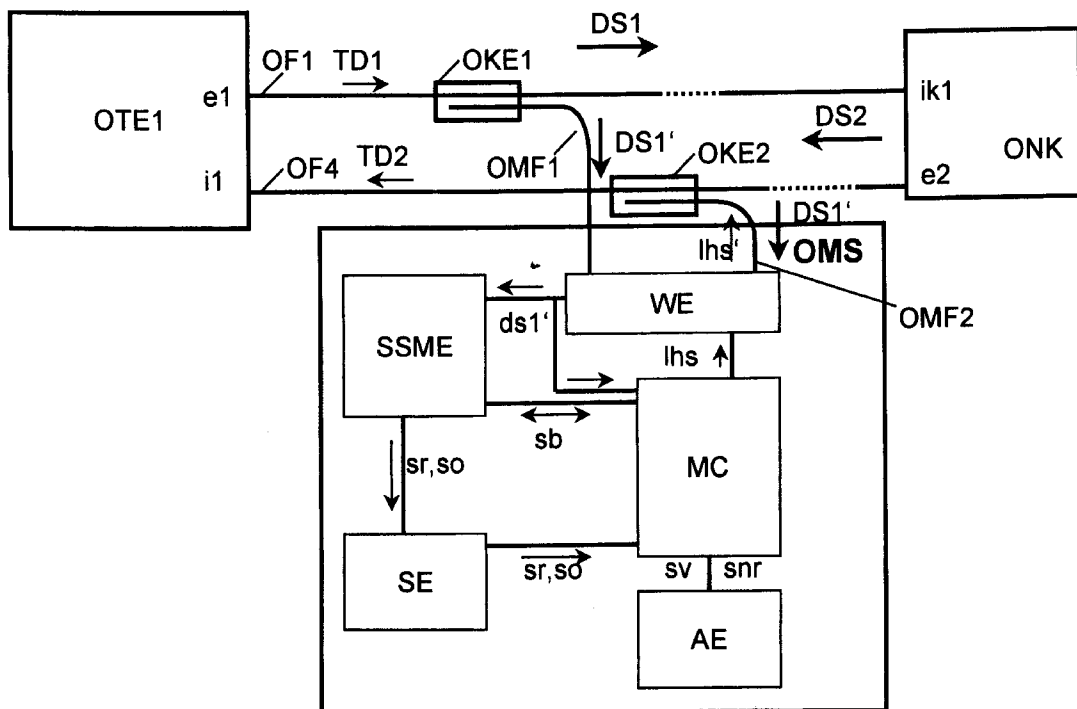 DS1
OF1
TD1
OKE1
e1
ik1
OTE1
DS2
DS1‘
OKE2
OMF1
ONK
TD2
OF4
i1
e2
DS1‘
lhs‘
OMS
WE
OMF2
ds1‘
SSME
lhs
sb
MC
sr,so
sr,so
SE
sv
snr
AE